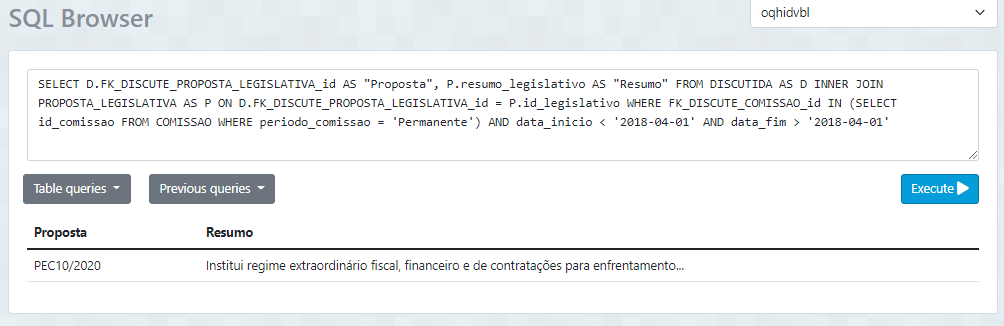 SQL Browser
oqhidvbl
SELECT D.FK_DISCUTE_PROPOSTA_LEGISLATIVA_id AS "Proposta", P.resumo_legislativo AS "Resumo" FROM DISCUTIDA AS D INNER JOIN
PROPOSTA_LEGISLATIVA AS P ON D.FK_DISCUTE_PROPOSTA_LEGISLATIVA_id = P.id_legislativo WHERE FK_DISCUTE_COMISSAO_id IN (SELECT
id_comissao FROM COMISSAO WHERE periodo_comissao = 'Permanente') AND data_inicio < '2018-04-01' AND data_fim > '2018-04-01'
Table queries Previous queries Execute
Proposta Resumo
PEC10/2020 Institui regime extraordinário fiscal, financeiro e de contratações para enfrentamento...